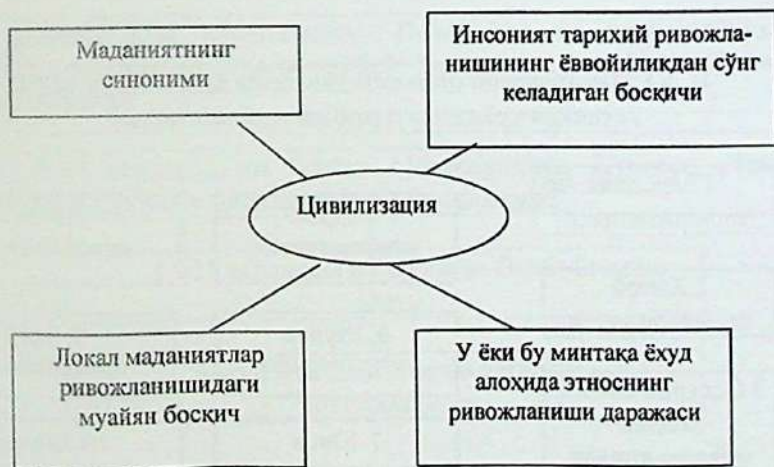 Маданиятнинг
синоними
Инсоният тарихий ривожла-
нишининг ёввойиликдан сўнг
келадиган босқичи
Цивилизация
Локал маданиятлар
ривожланишидаги
муайян босқич
У ёки бу минтақа ёхуд
алоҳида этноснинг
ривожланиши даражаси